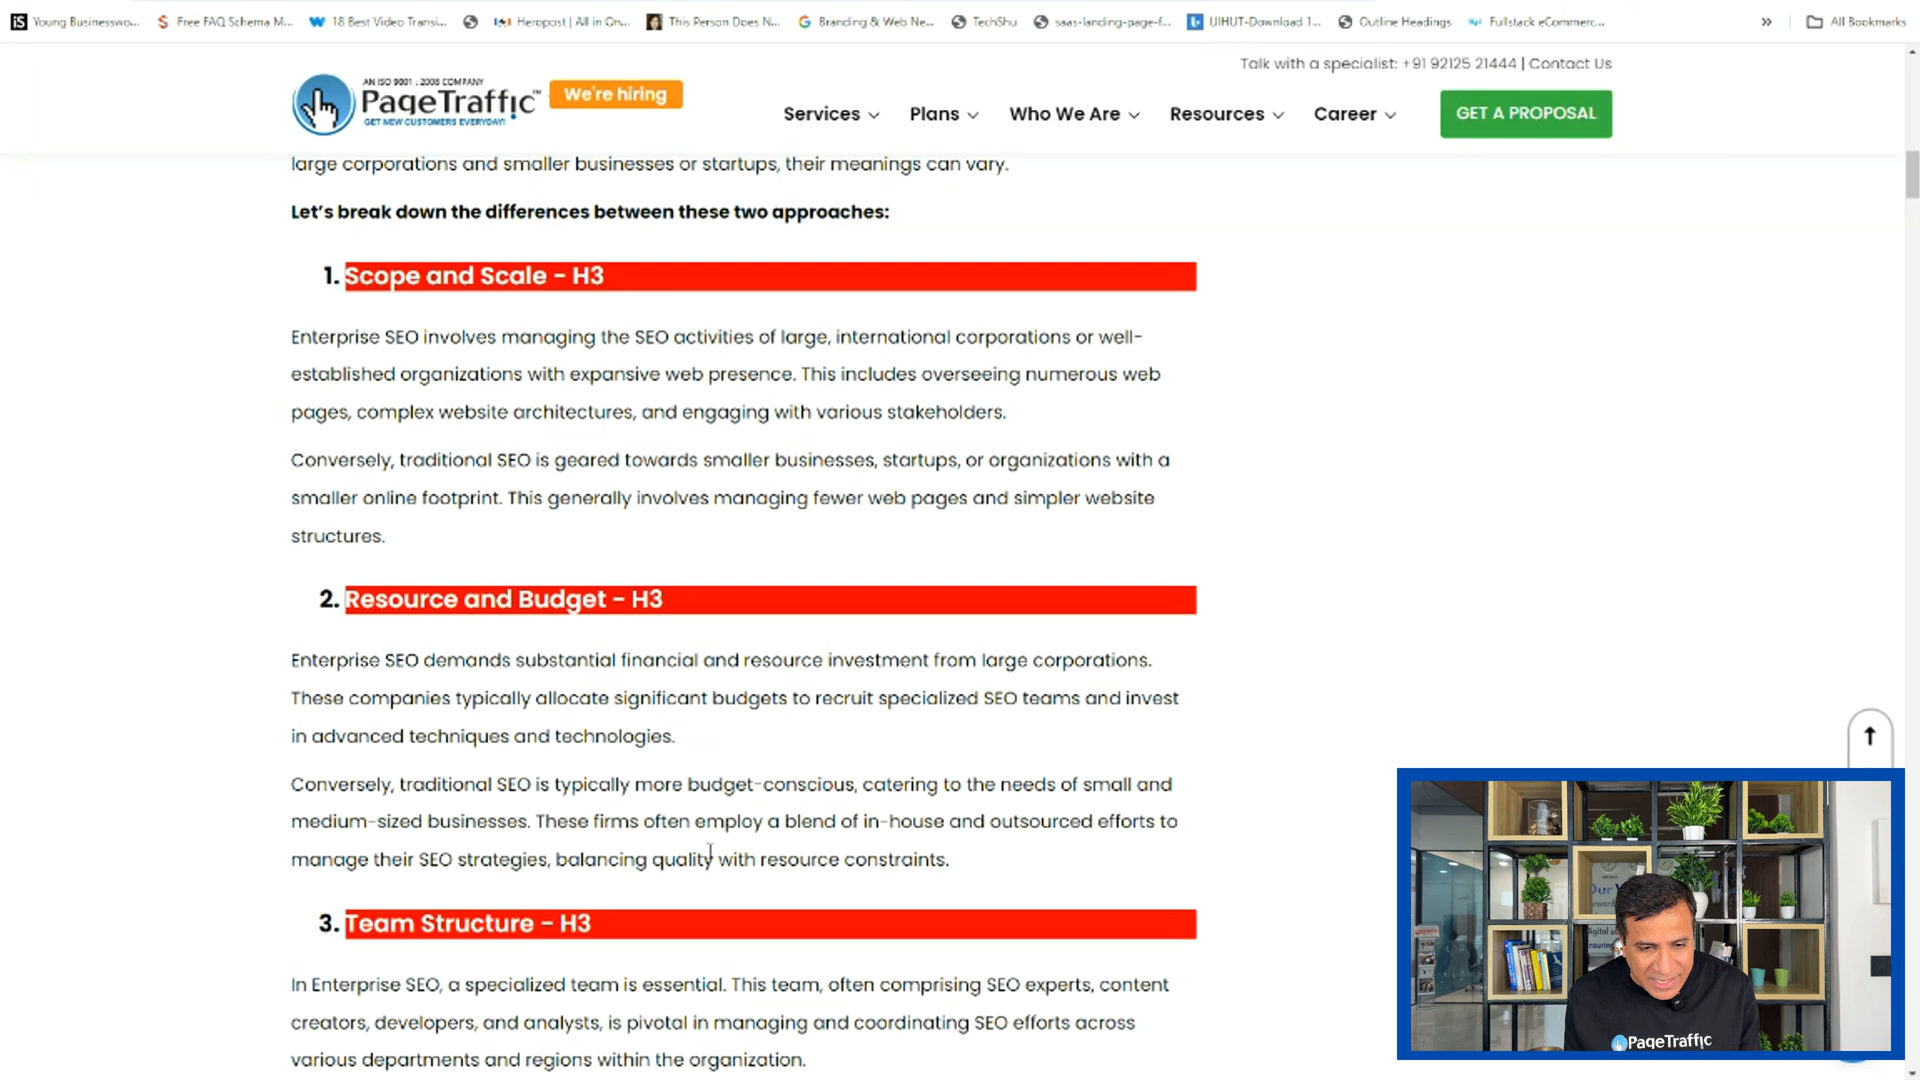 Young Businesswo...
Free FAQ Schema M...
18 Best Video Transi...
Heropost | All in On...
This Person Does N...
Branding & Web Ne...
TechShu
saas-landing-page-f...
UIHUT-Download 1...
Outline Headings
Fullstack eCommerc...
»
All Bookmarks
Talk with a specialist: +91 92125 21444 | Contact Us
AN ISO 9001 : 2008 COMPANY
PageTraffic™
GET NEW CUSTOMERS EVERYDAY!
We're hiring
Services
Plans
Who We Are
Resources
Career
GET A PROPOSAL
large corporations and smaller businesses or startups, their meanings can vary.
Let's break down the differences between these two approaches:
1. Scope and Scale - H3
Enterprise SEO involves managing the SEO activities of large, international corporations or well-
established organizations with expansive web presence. This includes overseeing numerous web
pages, complex website architectures, and engaging with various stakeholders.
Conversely, traditional SEO is geared towards smaller businesses, startups, or organizations with a
smaller online footprint. This generally involves managing fewer web pages and simpler website
structures.
2. Resource and Budget - H3
Enterprise SEO demands substantial financial and resource investment from large corporations.
These companies typically allocate significant budgets to recruit specialized SEO teams and invest
in advanced techniques and technologies.
Conversely, traditional SEO is typically more budget-conscious, catering to the needs of small and
medium-sized businesses. These firms often employ a blend of in-house and outsourced efforts to
manage their SEO strategies, balancing quality with resource constraints.
3. Team Structure - H3
In Enterprise SEO, a specialized team is essential. This team, often comprising SEO experts, content
creators, developers, and analysts, is pivotal in managing and coordinating SEO efforts across
various departments and regions within the organization.
PageTraffic